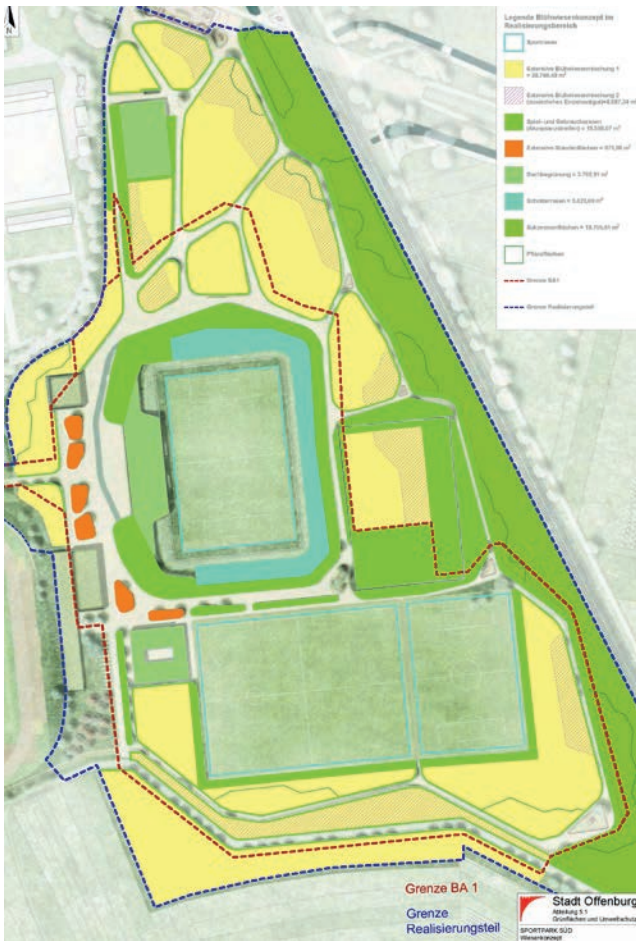 N
Legende Blühwiesenkonzept im
Realisierungsbereich
Sportrasen
Extensive Blühwiesenmischung 1
Extensive Blühwiesenmischung 2
Spiel- und Gebrauchsrasen
Extensive Staudenflächen
Dachbegrünung
Schotterrasen
Sukzessionsflächen
Pflanzflächen
Grenze BA1
Grenze Realisierungsteil
Grenze BA 1
Grenze
Realisierungsteil
Stadt Offenburg
Abteilung 5.1
Grünflächen und Umweltschutz
SPORTPARK SÜD
Wiesenkonzept